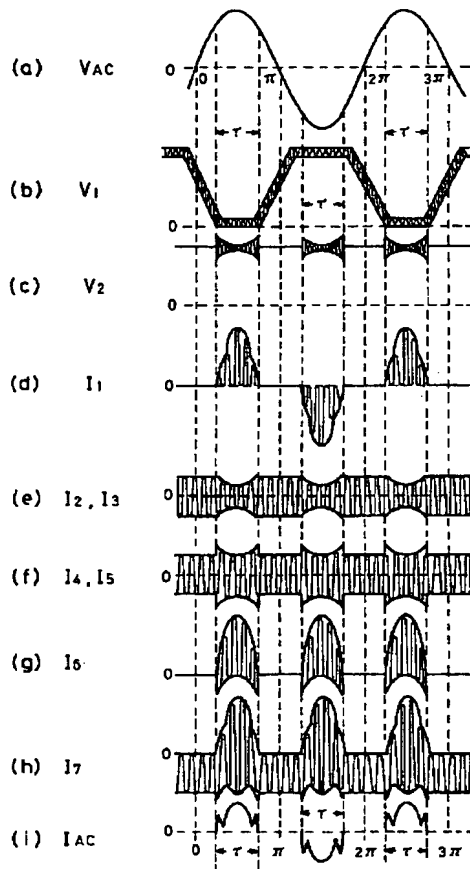 (a) VAC 0 0 π 2π 3π
τ τ
(b) V1 0 τ
(c) V2 0
(d) I1 0
(e) I2, I3 0
(f) I4, I5 0
(g) I6 0
(h) I7 0
τ
(i) IAC 0 τ π 2π τ 3π